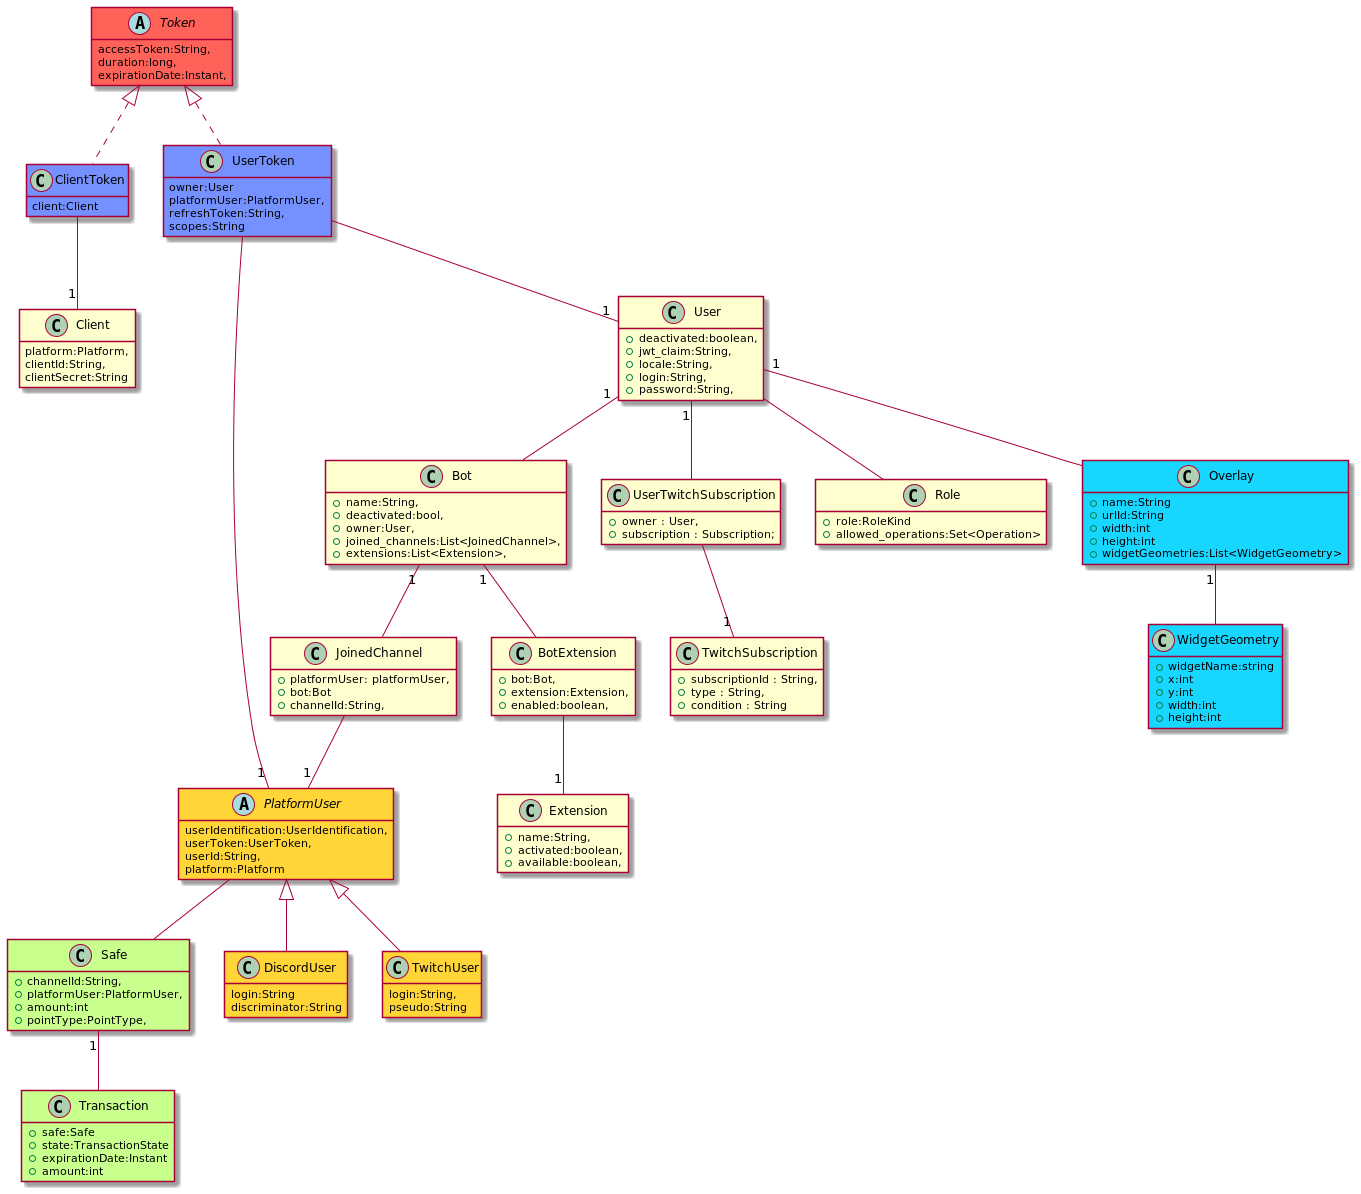 A Token
accessToken:String,
duration:long,
expirationDate:Instant,
C ClientToken
client:Client
C UserToken
owner:User
platformUser:PlatformUser,
refreshToken:String,
scopes:String
1
C Client
platform:Platform,
clientId:String,
clientSecret:String
1
C User
deactivated:boolean,
jwt_claim:String,
locale:String,
login:String,
password:String,
1
1
1
C Bot
name:String,
deactivated:bool,
owner:User,
joined_channels:List<JoinedChannel>,
extensions:List<Extension>,
C UserTwitchSubscription
owner : User,
subscription : Subscription;
C Role
role:RoleKind
allowed_operations:Set<Operation>
C Overlay
name:String
urlId:String
width:int
height:int
widgetGeometries:List<WidgetGeometry>
1
1
1
1
C JoinedChannel
platformUser: platformUser,
bot:Bot
channelId:String,
C BotExtension
bot:Bot,
extension:Extension,
enabled:boolean,
C TwitchSubscription
subscriptionId : String,
type : String,
condition : String
C WidgetGeometry
widgetName:string
x:int
y:int
width:int
height:int
1
1
1
A PlatformUser
userIdentification:UserIdentification,
userToken:UserToken,
userId:String,
platform:Platform
C Extension
name:String,
activated:boolean,
available:boolean,
C Safe
channelId:String,
platformUser:PlatformUser,
amount:int
pointType:PointType,
C DiscordUser
login:String
discriminator:String
C TwitchUser
login:String,
pseudo:String
1
C Transaction
safe:Safe
state:TransactionState
expirationDate:Instant
amount:int